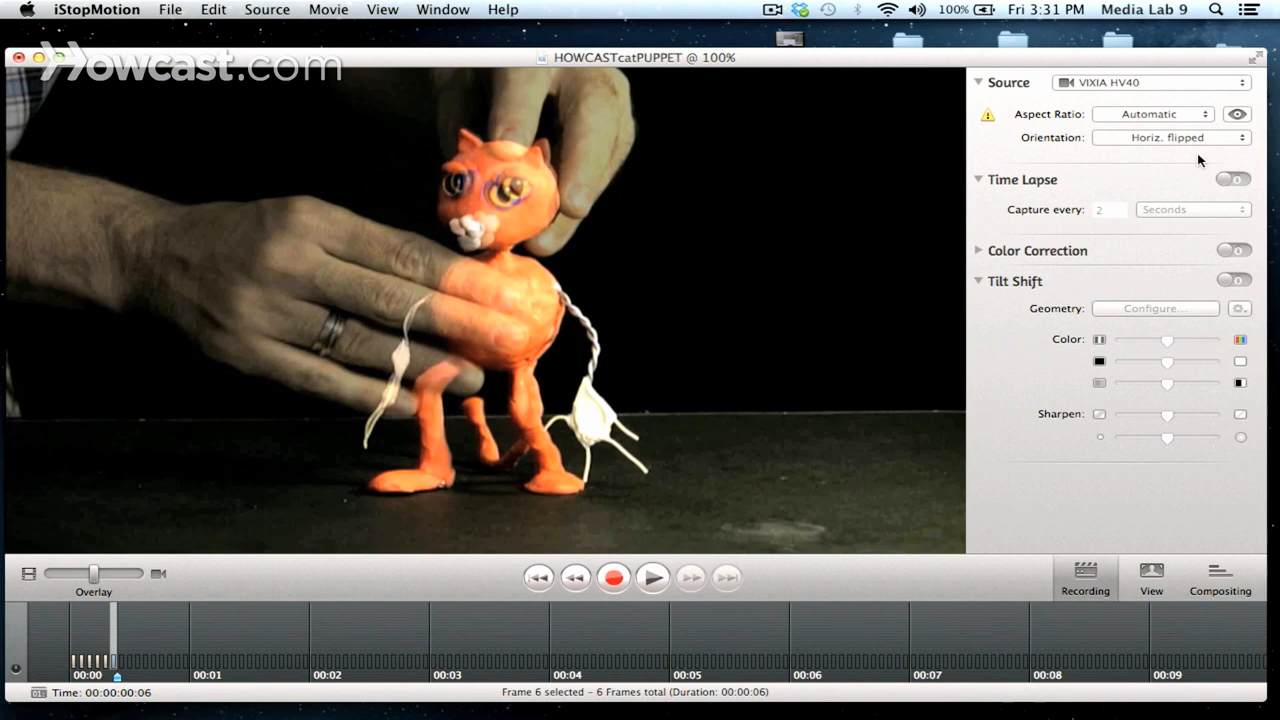 iStopMotion File Edit Source Movie View Window Help 100% Fri 3:31 PM Media Lab 9
HOWCASTcatPUPPET @ 100%
Howcast.com
Source VIXIA HV40
Aspect Ratio: Automatic
Orientation: Horiz. flipped
Time Lapse 0
Capture every: 2 Seconds
Color Correction 0
Tilt Shift 0
Geometry: Configure...
Color:
Sharpen:
Overlay
Recording View Compositing
00:00 00:01 00:02 00:03 00:04 00:05 00:06 00:07 00:08 00:09
Time: 00:00:00:06 Frame 6 selected - 6 Frames total (Duration: 00:00:06)